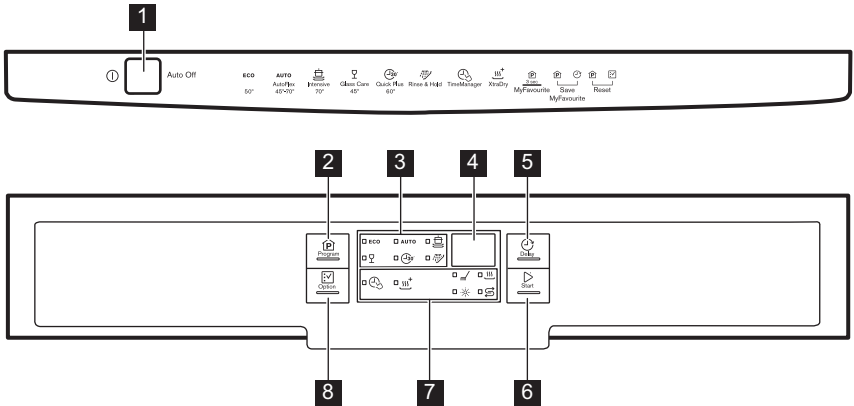 1
Auto Off
ECO
50°
AUTO
AutoFlex
45°-70°
Intensive
70°
Glass Care
45°
30'
Quick Plus
60°
Rinse & Hold
TimeManager
XtraDry
3 sec
MyFavourite
Save
MyFavourite
Reset
2
3
4
5
Program
ECO
AUTO
30'
Delay
Option
Start
8
7
6